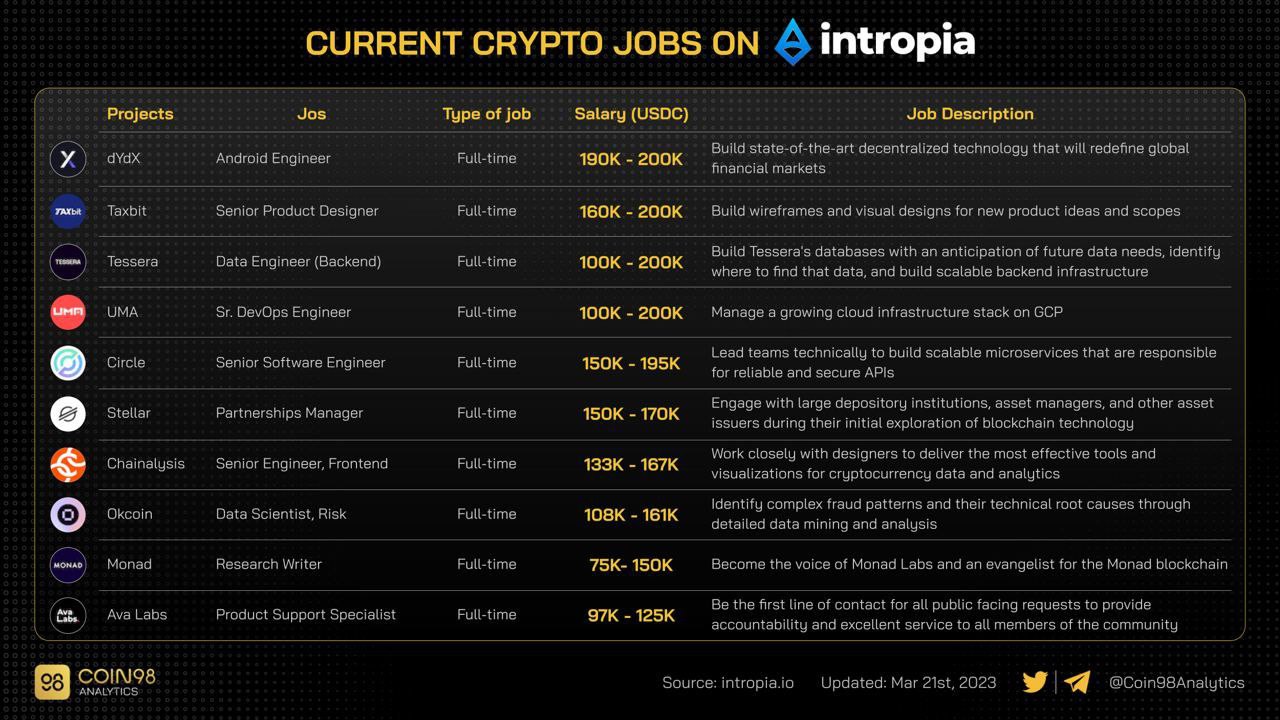 CURRENT CRYPTO JOBS ON intropia
Projects Jos Type of job Salary (USDC) Job Description
dYdX Android Engineer Full-time 190K - 200K Build state-of-the-art decentralized technology that will redefine global
financial markets
TAXbit Taxbit Senior Product Designer Full-time 160K - 200K Build wireframes and visual designs for new product ideas and scopes
TESSERA Tessera Data Engineer (Backend) Full-time 100K - 200K Build Tessera's databases with an anticipation of future data needs, identify
where to find that data, and build scalable backend infrastructure
UMA UMA Sr. DevOps Engineer Full-time 100K - 200K Manage a growing cloud infrastructure stack on GCP
Circle Senior Software Engineer Full-time 150K - 195K Lead teams technically to build scalable microservices that are responsible
for reliable and secure APIs
Stellar Partnerships Manager Full-time 150K - 170K Engage with large depository institutions, asset managers, and other asset
issuers during their initial exploration of blockchain technology
Chainalysis Senior Engineer, Frontend Full-time 133K - 167K Work closely with designers to deliver the most effective tools and
visualizations for cryptocurrency data and analytics
Okcoin Data Scientist, Risk Full-time 108K - 161K Identify complex fraud patterns and their technical root causes through
detailed data mining and analysis
MONAD Monad Research Writer Full-time 75K- 150K Become the voice of Monad Labs and an evangelist for the Monad blockchain
Ava Labs. Ava Labs Product Support Specialist Full-time 97K - 125K Be the first line of contact for all public facing requests to provide
accountability and excellent service to all members of the community
98 COIN98
ANALYTICS
Source: intropia.io Updated: Mar 21st, 2023 @Coin98Analytics